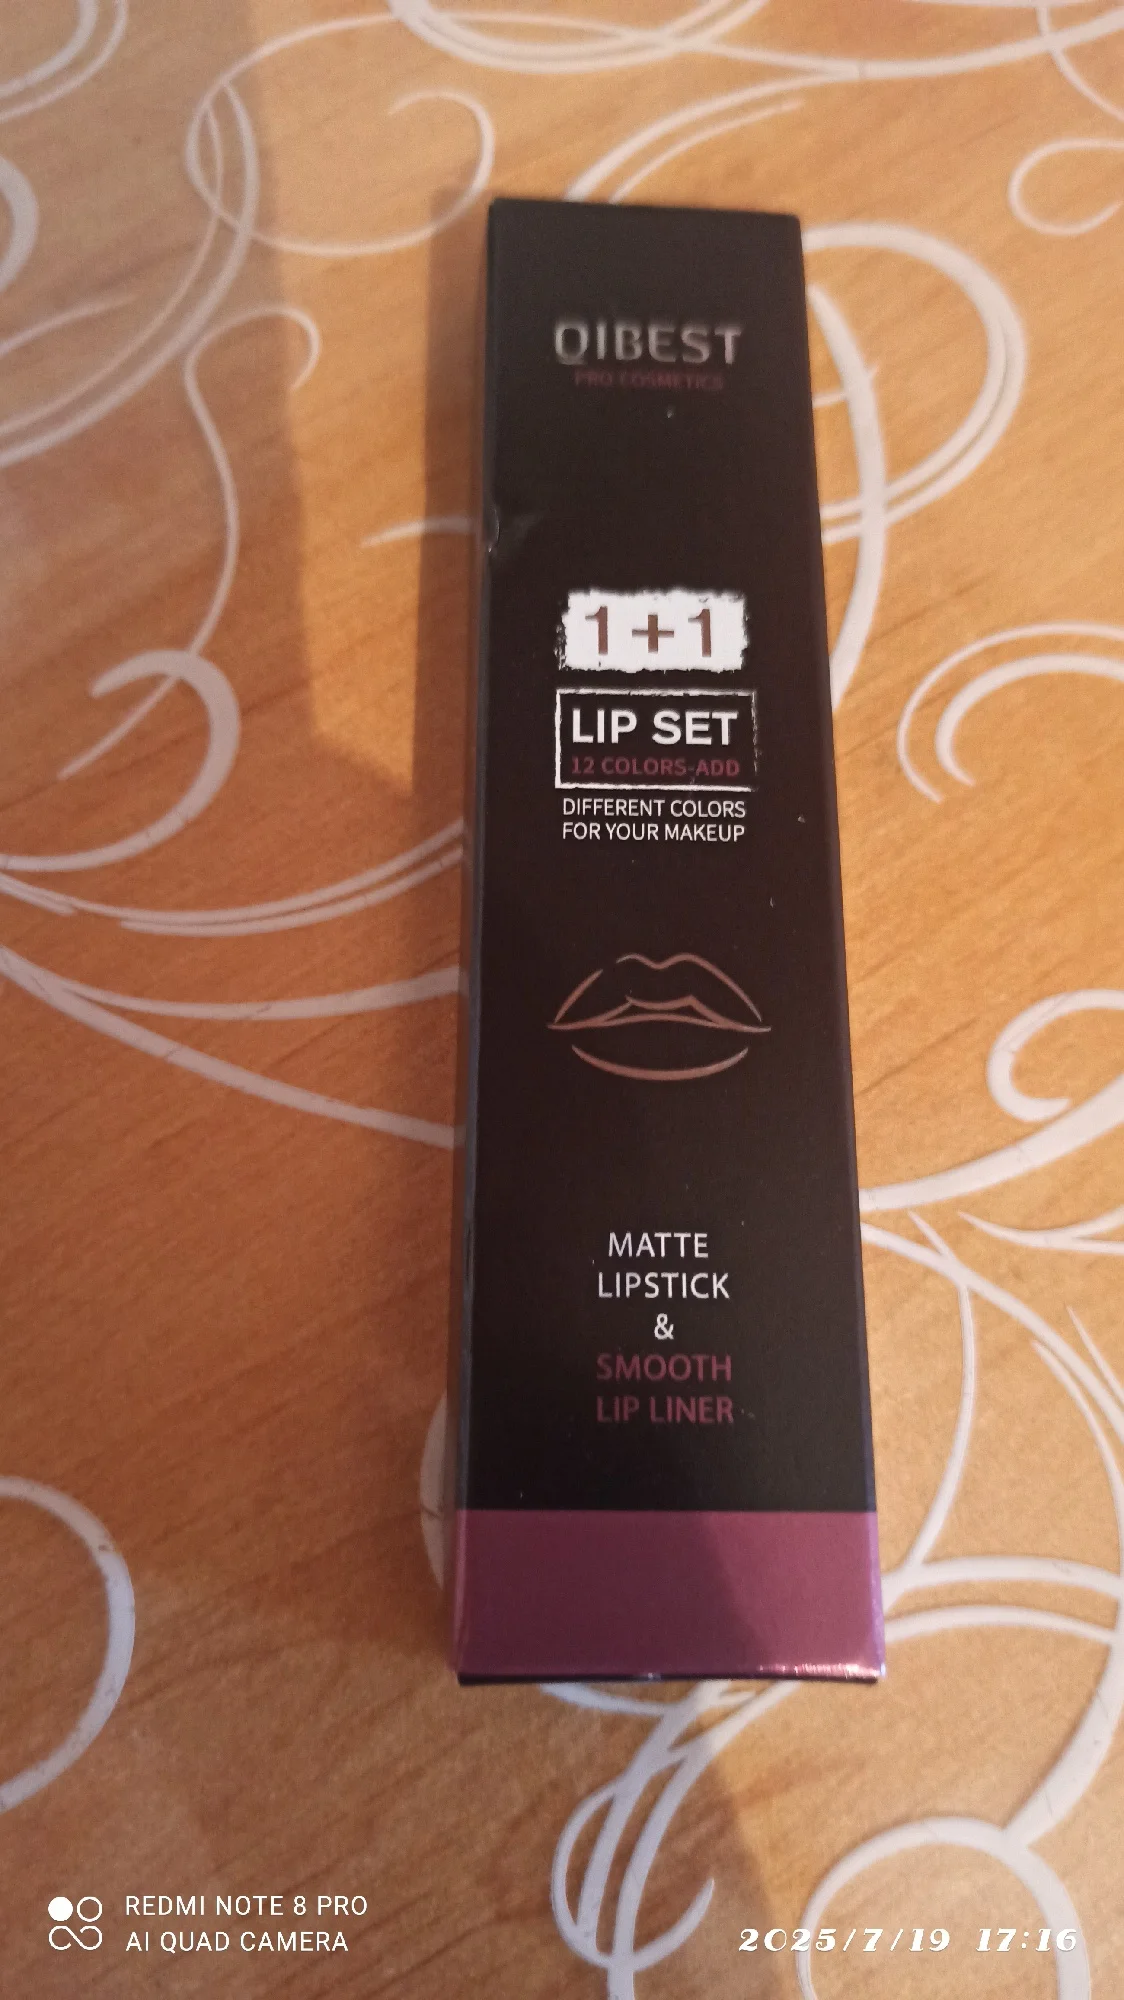 QIBEST
PRO COSMETICS
1+1
LIP SET
12 COLORS-ADD
DIFFERENT COLORS
FOR YOUR MAKEUP
MATTE
LIPSTICK
&
SMOOTH
LIP LINER
REDMI NOTE 8 PRO
AI QUAD CAMERA
2025/7/19 17:16